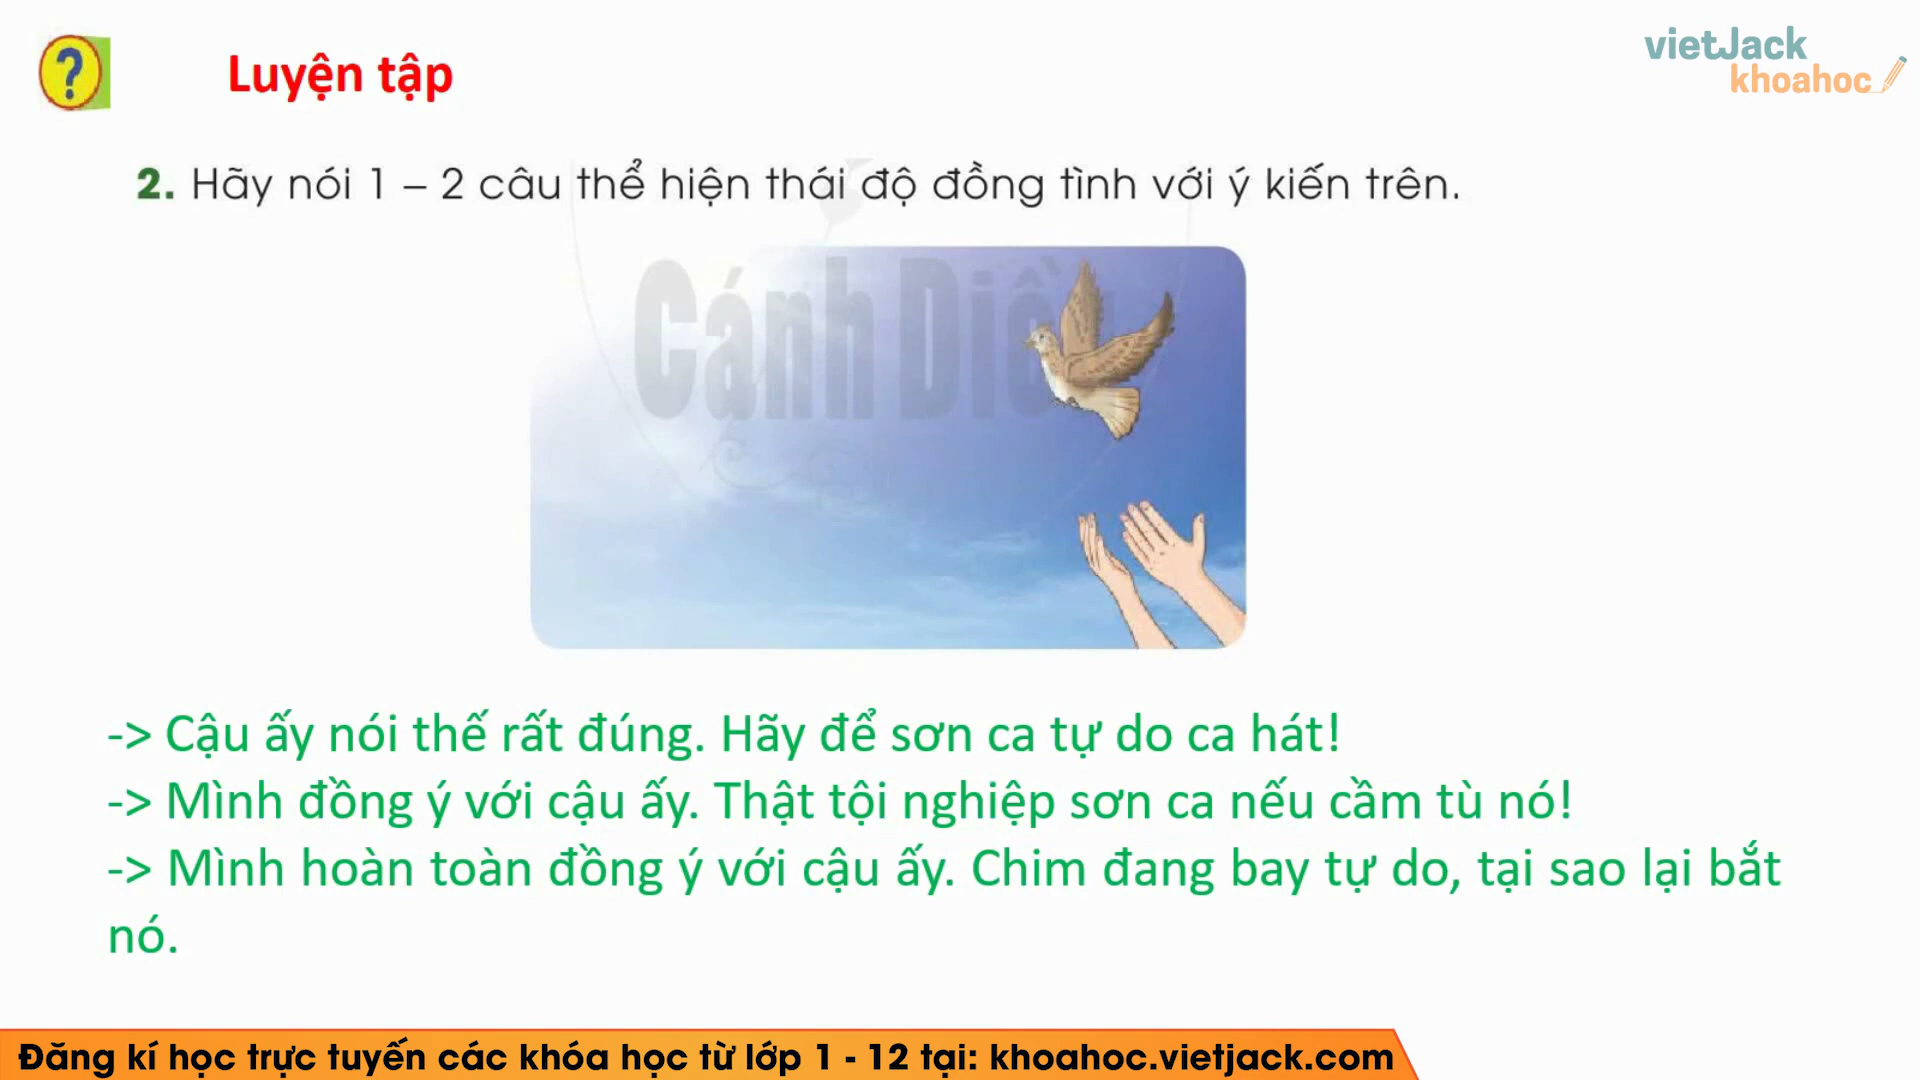 ?
Luyện tập
vietJack
khoahoc
2. Hãy nói 1 – 2 câu thể hiện thái độ đồng tình với ý kiến trên.
Cánh Diều
-> Cậu ấy nói thế rất đúng. Hãy để sơn ca tự do ca hát!
-> Mình đồng ý với cậu ấy. Thật tội nghiệp sơn ca nếu cầm tù nó!
-> Mình hoàn toàn đồng ý với cậu ấy. Chim đang bay tự do, tại sao lại bắt
nó.
Đăng kí học trực tuyến các khóa học từ lớp 1 - 12 tại: khoahoc.vietjack.com